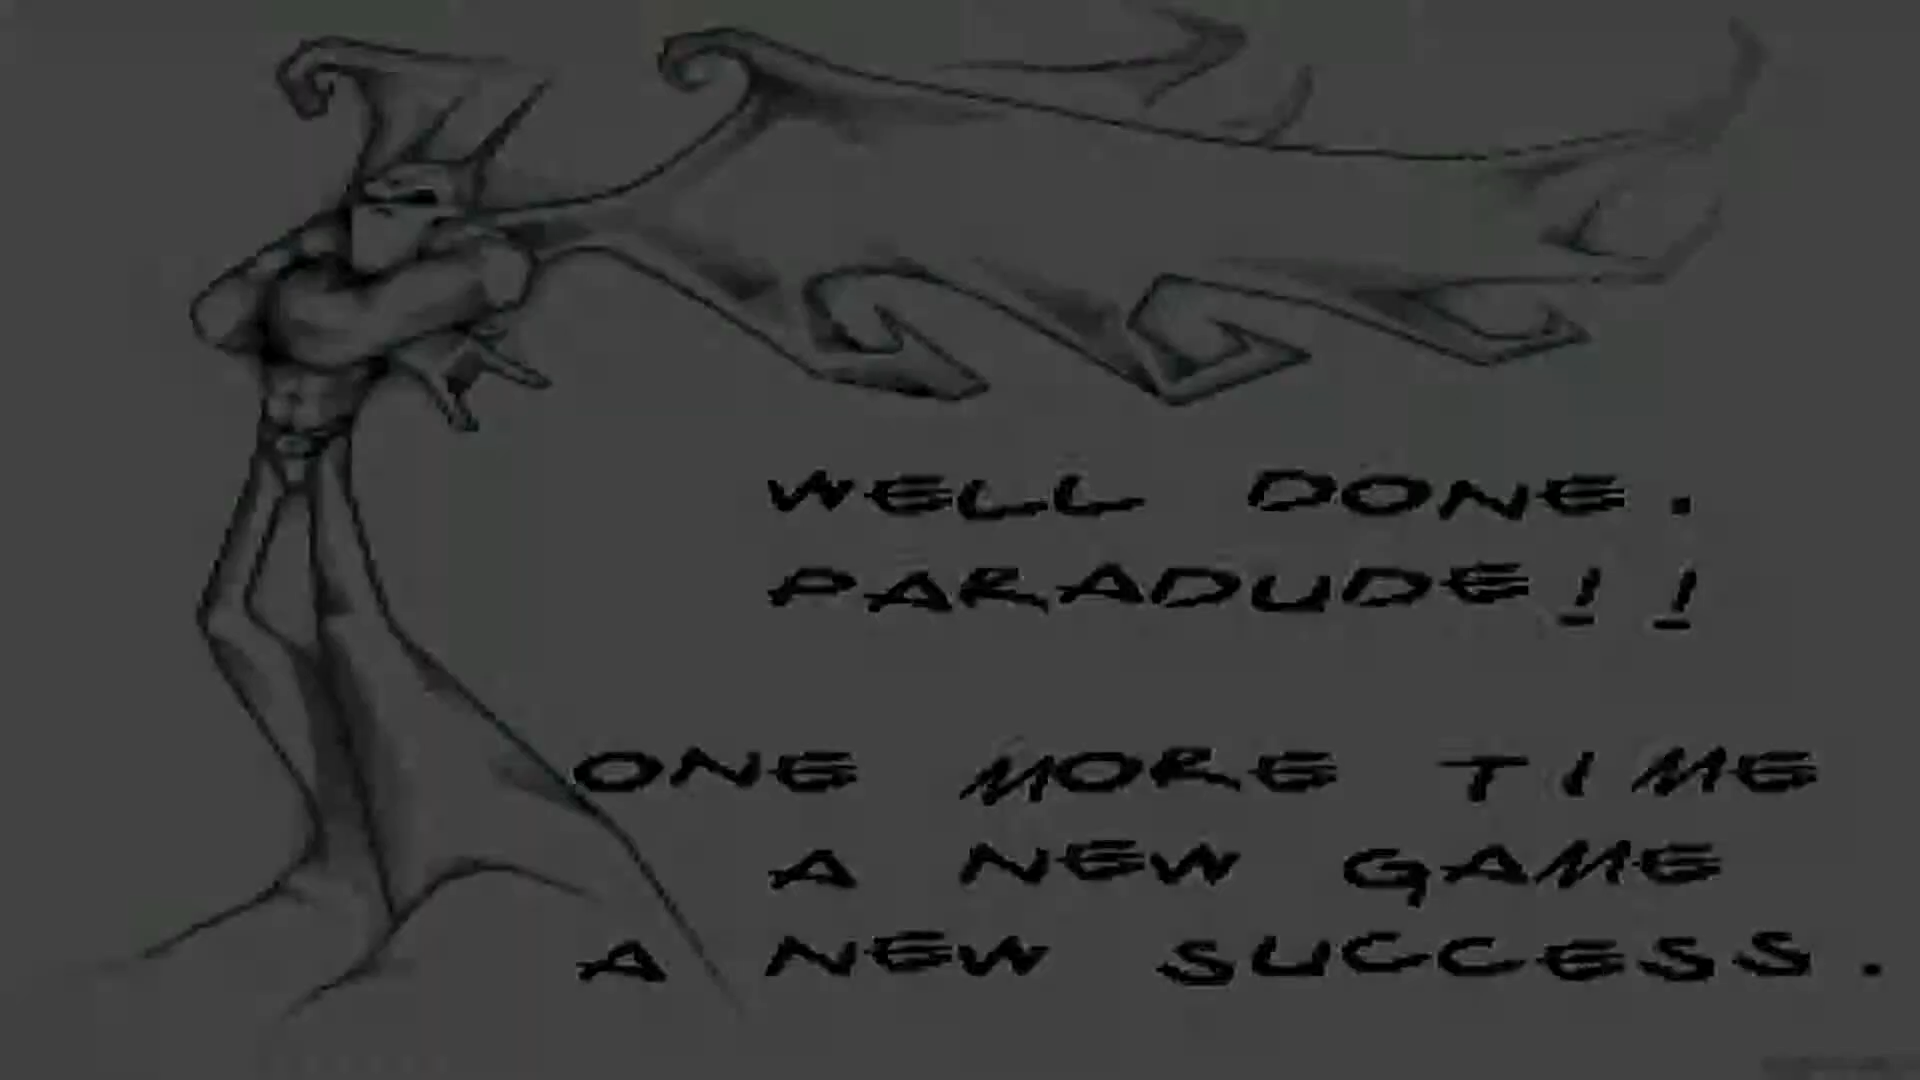 WELL DONE.
PARADUDE!!
ONE MORE TIME
A NEW GAME
A NEW SUCCESS.